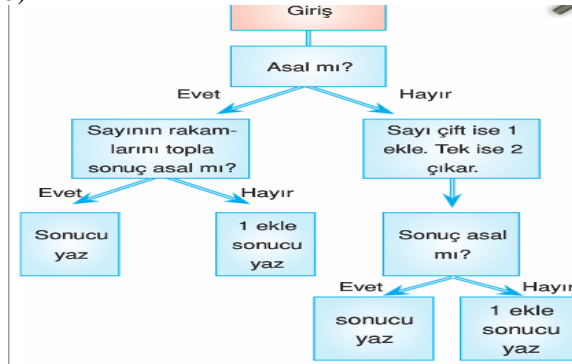 Giriş
Asal mı?
Evet
Hayır
Sayının rakam-
larını topla
sonuç asal mı?
Sayı çift ise 1
ekle. Tek ise 2
çıkar.
Evet
Hayır
Sonucu
yaz
1 ekle
sonucu
yaz
Sonuç asal
mı?
Evet
Hayır
sonucu
yaz
1 ekle
sonucu
yaz